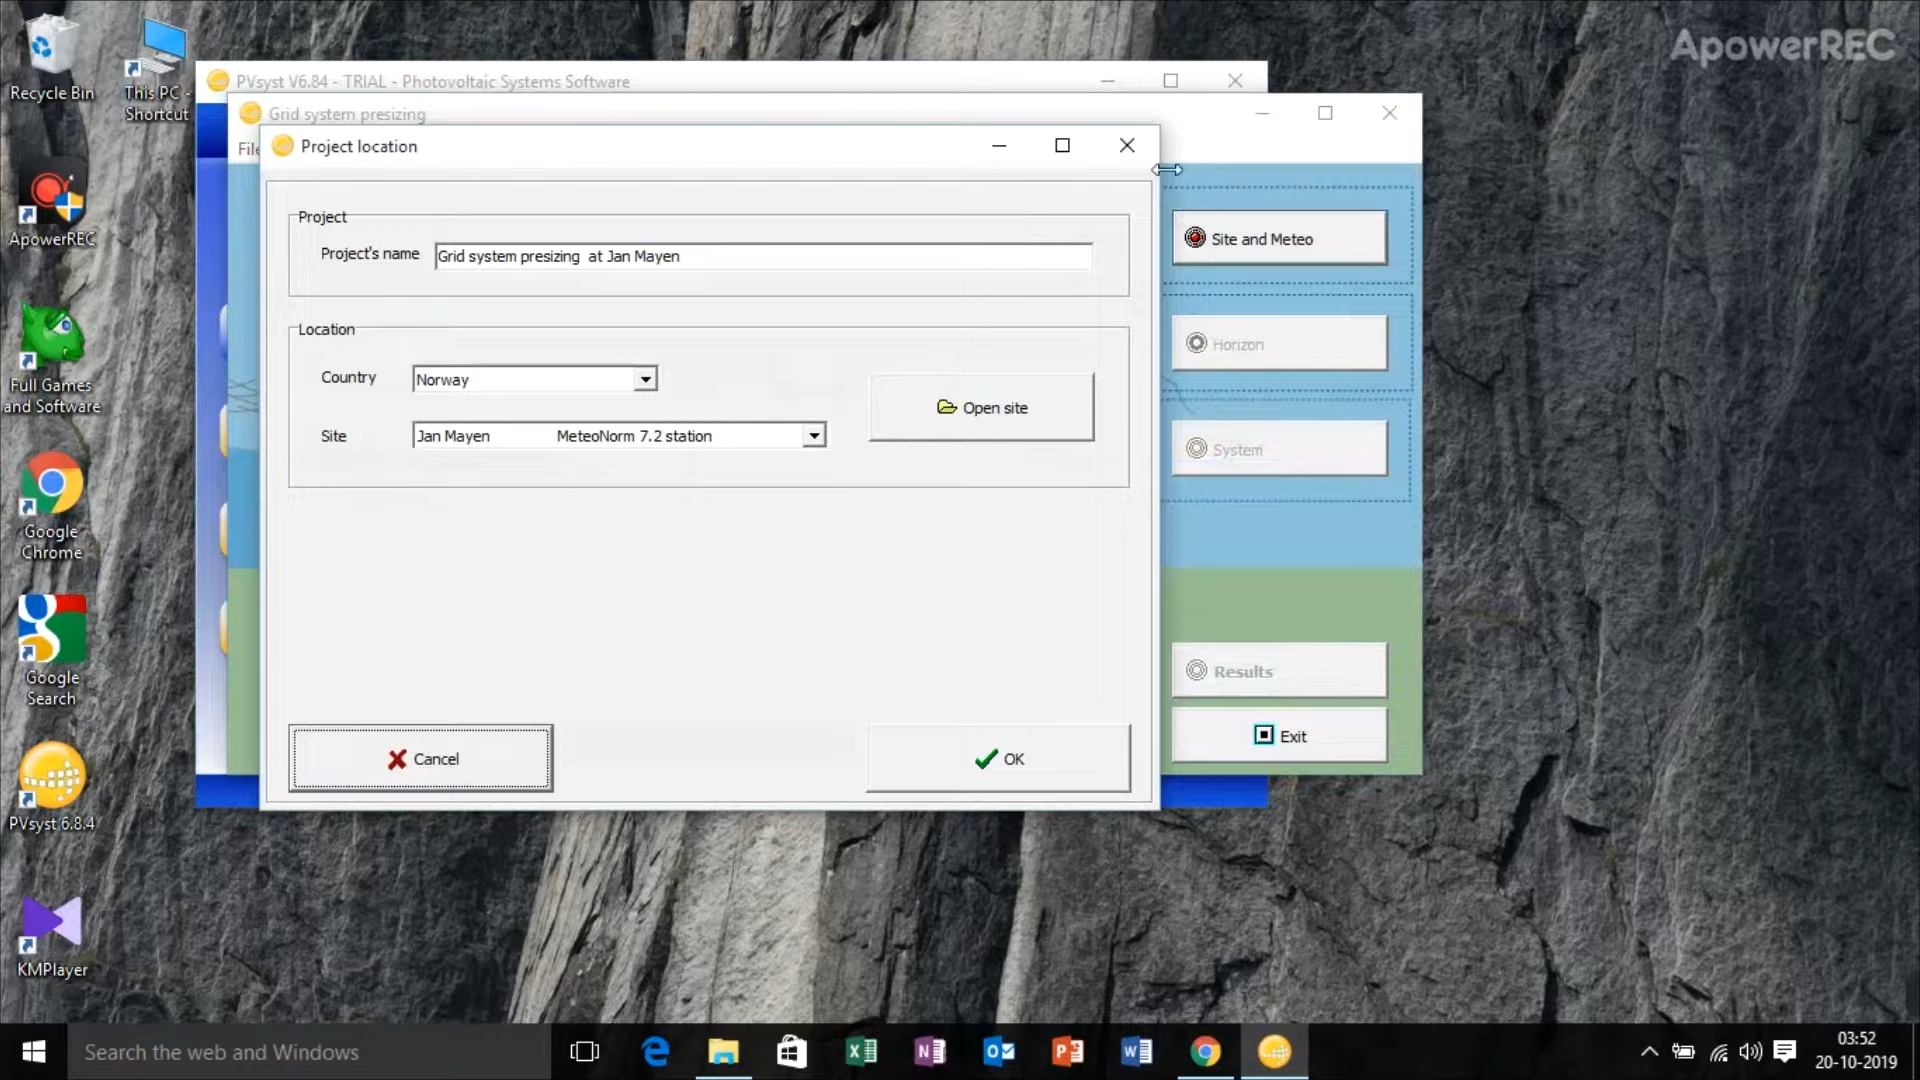 ApowerREC
Recycle Bin
This PC -
Shortcut
ApowerREC
Full Games
and Software
Google
Chrome
Google
Search
PVsyst 6.8.4
KMPlayer
PVsyst V6.84 - TRIAL - Photovoltaic Systems Software
Grid system presizing
File
Project location
Project
Project's name
Grid system presizing at Jan Mayen
Location
Country
Norway
Site
Jan Mayen MeteoNorm 7.2 station
Open site
Cancel
OK
Site and Meteo
Horizon
System
Results
Exit
Search the web and Windows
03:52
20-10-2019